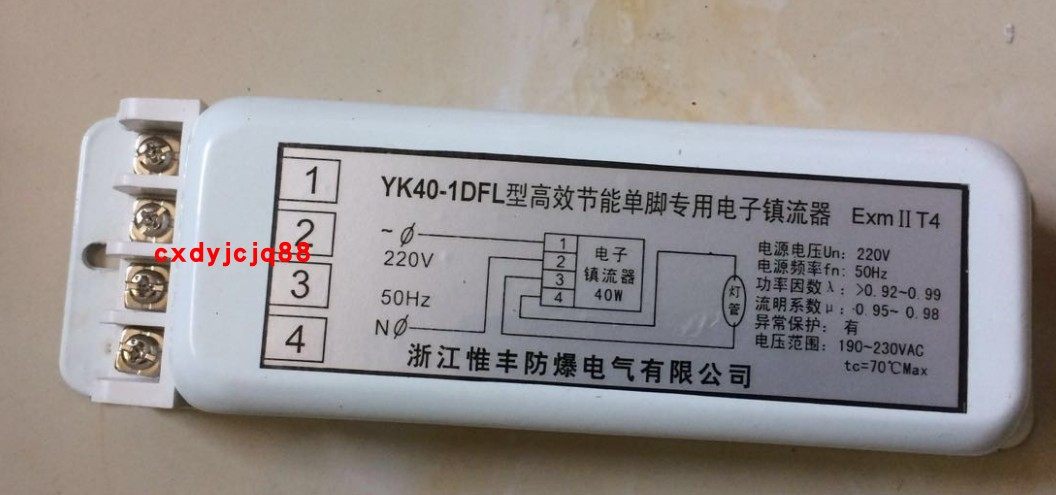 YK40-1DFL型高效节能单脚专用电子镇流器 ExmⅡT4
1
2
3
4
~ø
220V
50Hz
Nø
1
2
3
4
电子
镇流器
40W
灯管
电源电压Un: 220V
电源频率fn: 50Hz
功率因数λ: >0.92~0.99
流明系数μ: 0.95~0.98
异常保护: 有
电压范围: 190~230VAC
tc=70℃Max
浙江惟丰防爆电气有限公司
cxdyjcjq88